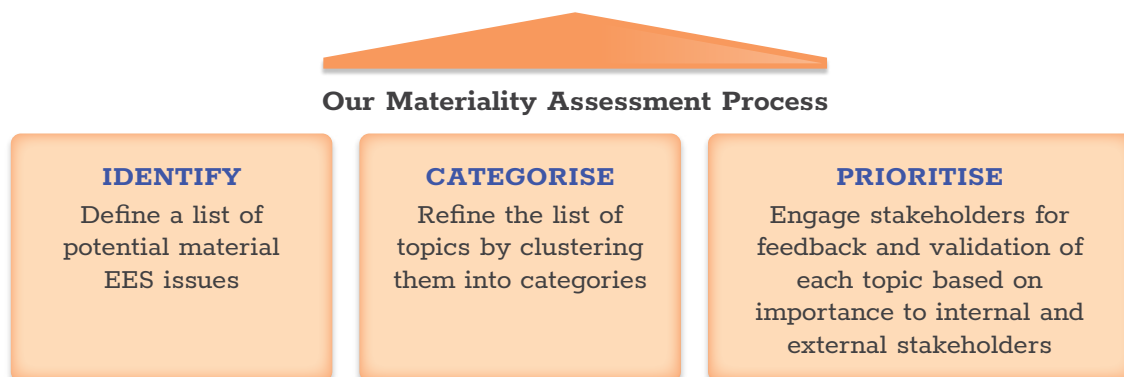 Our Materiality Assessment Process
IDENTIFY
Define a list of
potential material
EES issues
CATEGORISE
Refine the list of
topics by clustering
them into categories
PRIORITISE
Engage stakeholders for
feedback and validation of
each topic based on
importance to internal and
external stakeholders